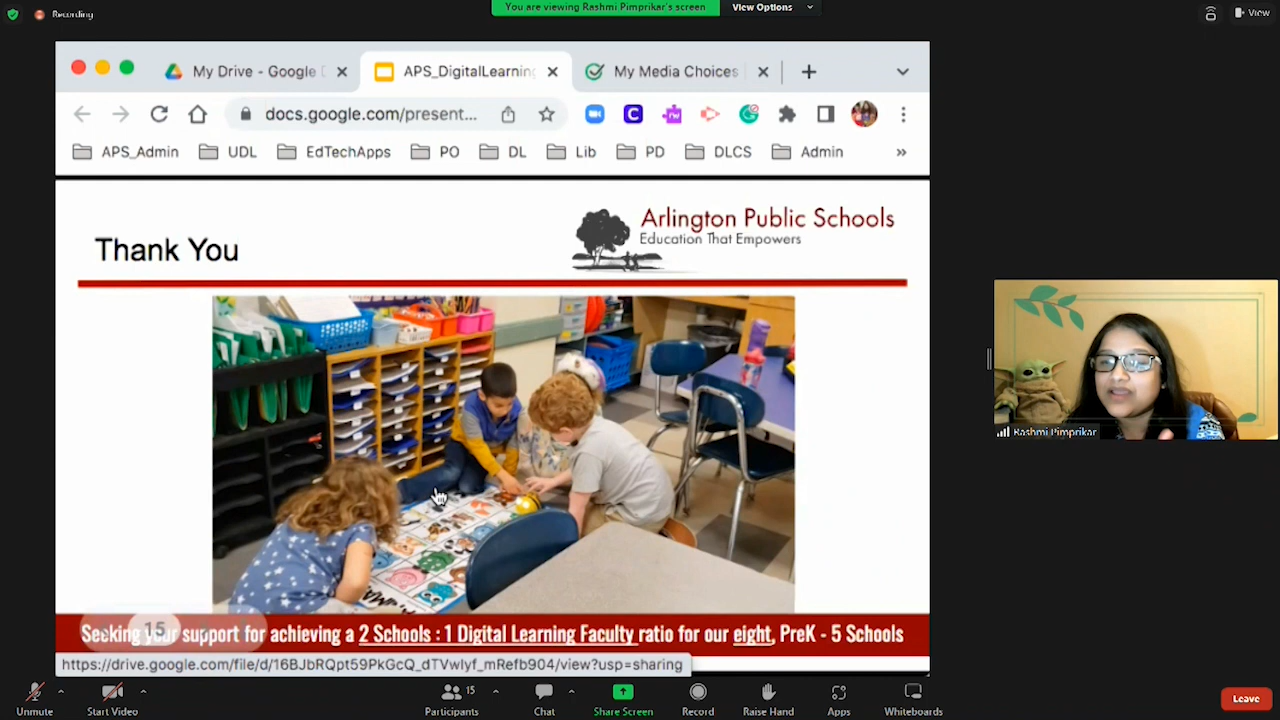 Recording
You are viewing Rashmi Pimprikar's screen
View Options
View
My Drive - Google D
APS_DigitalLearning
My Media Choices
docs.google.com/present...
APS_Admin
UDL
EdTechApps
PO
DL
Lib
PD
DLCS
Admin
»
Thank You
Arlington Public Schools
Education That Empowers
Seeking your support for achieving a 2 Schools : 1 Digital Learning Faculty ratio for our eight, PreK - 5 Schools
15
https://drive.google.com/file/d/16BJbRQpt59PkGcQ_dTVwIyf_mRefb904/view?usp=sharing
Rashmi Pimprikar
Unmute
Start Video
15
Participants
Chat
Share Screen
Record
Raise Hand
Apps
Whiteboards
Leave